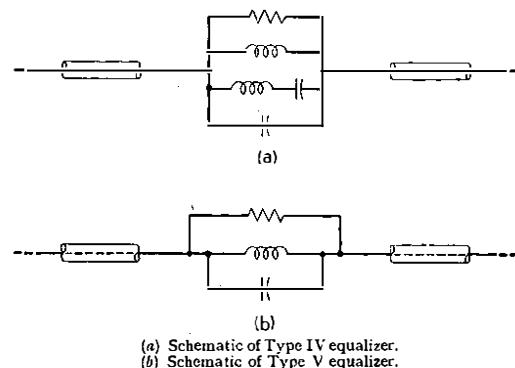 (a)
(b)
(a) Schematic of Type IV equalizer.
(b) Schematic of Type V equalizer.